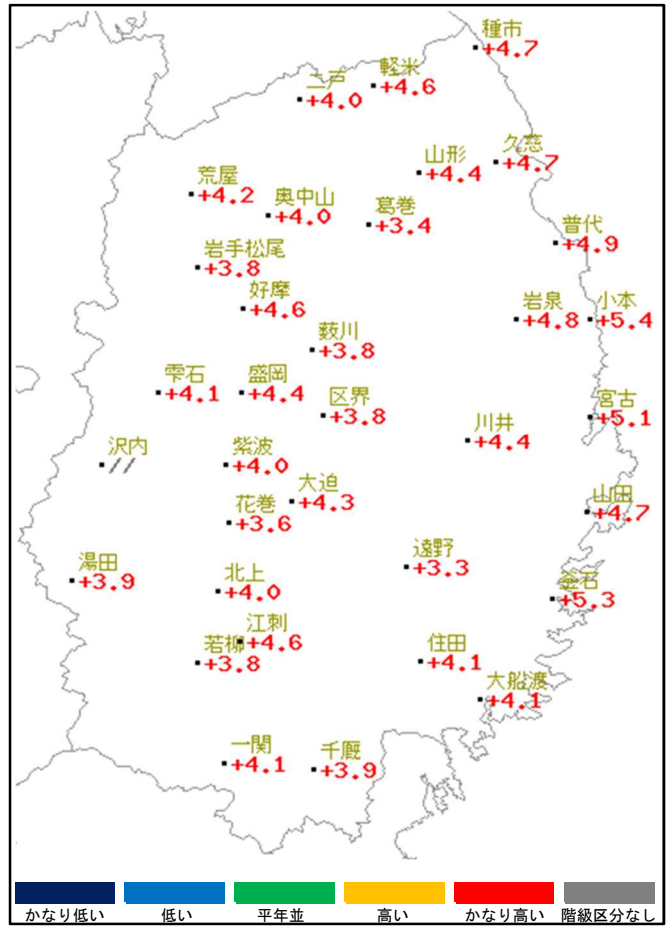 種市
+4.7
軽米
+4.6
二戸
+4.0
久慈
+4.7
山形
+4.4
荒屋
+4.2
奥中山
+4.0
葛巻
+3.4
普代
+4.9
岩手松尾
+3.8
好摩
+4.6
岩泉
+4.8
小本
+5.4
薮川
+3.8
雫石
+4.1
盛岡
+4.4
区界
+3.8
宮古
+5.1
川井
+4.4
沢内
//
紫波
+4.0
大迫
+4.3
山田
+4.7
花巻
+3.6
遠野
+3.3
湯田
+3.9
北上
+4.0
釜石
+5.3
江刺
+4.6
若柳
+3.8
住田
+4.1
大船渡
+4.1
一関
+4.1
千厩
+3.9
かなり低い 低い 平年並 高い かなり高い 階級区分なし